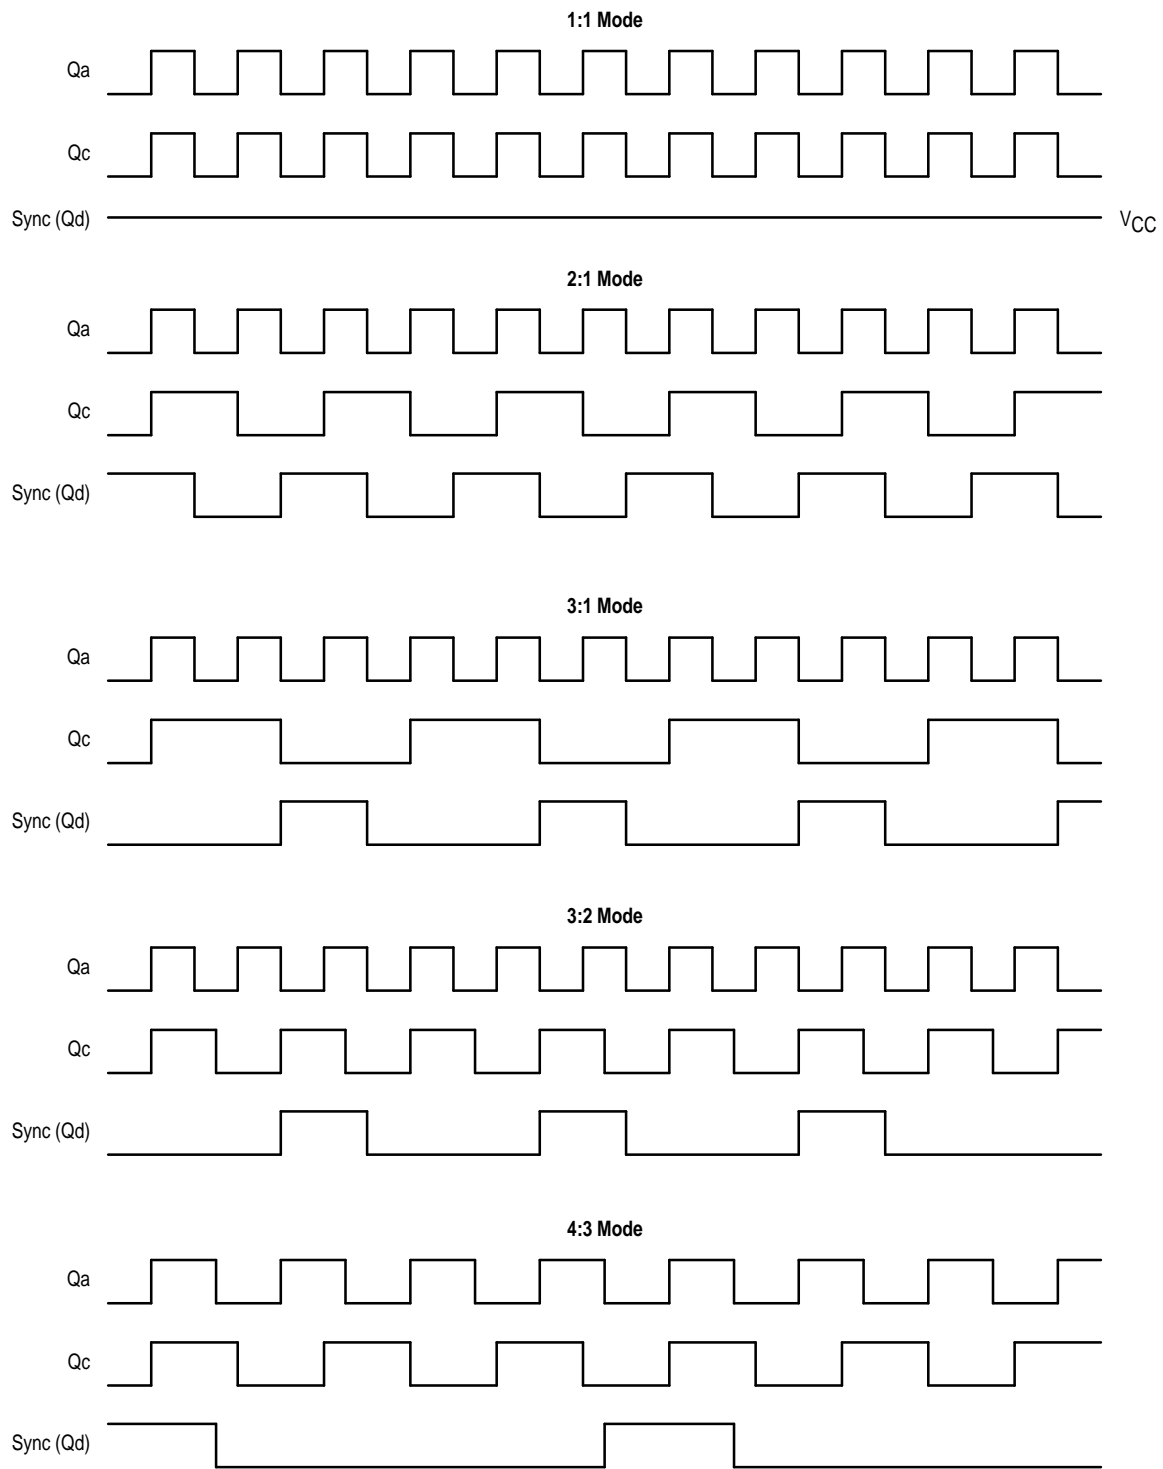 1:1 Mode
Qa
Qc
Sync (Qd)
VCC
2:1 Mode
Qa
Qc
Sync (Qd)
3:1 Mode
Qa
Qc
Sync (Qd)
3:2 Mode
Qa
Qc
Sync (Qd)
4:3 Mode
Qa
Qc
Sync (Qd)